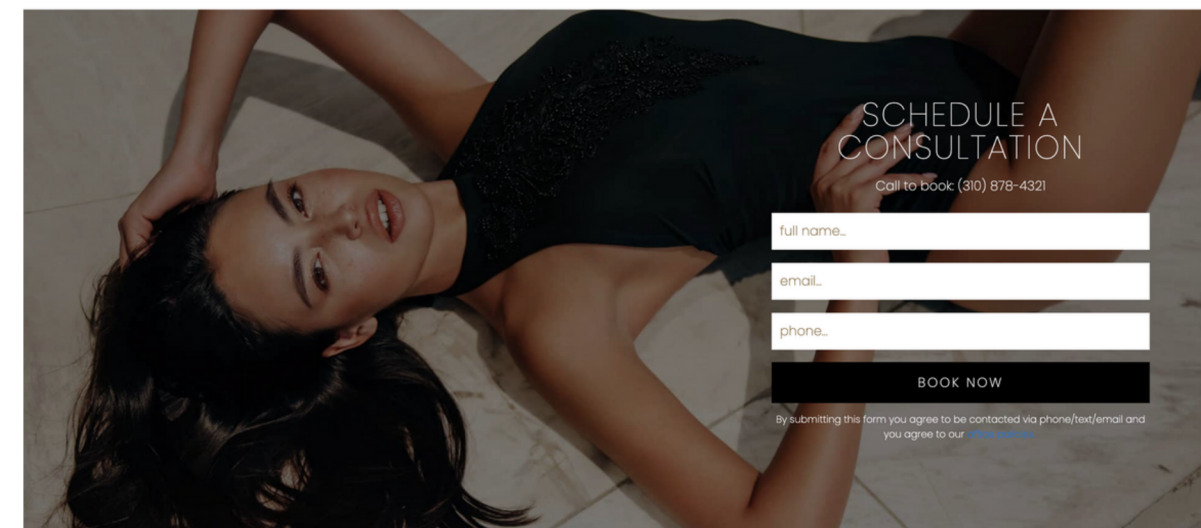 SCHEDULE A
CONSULTATION
Call to book: (310) 878-4321
full name...
email...
phone...
BOOK NOW
By submitting this form you agree to be contacted via phone/text/email and
you agree to our